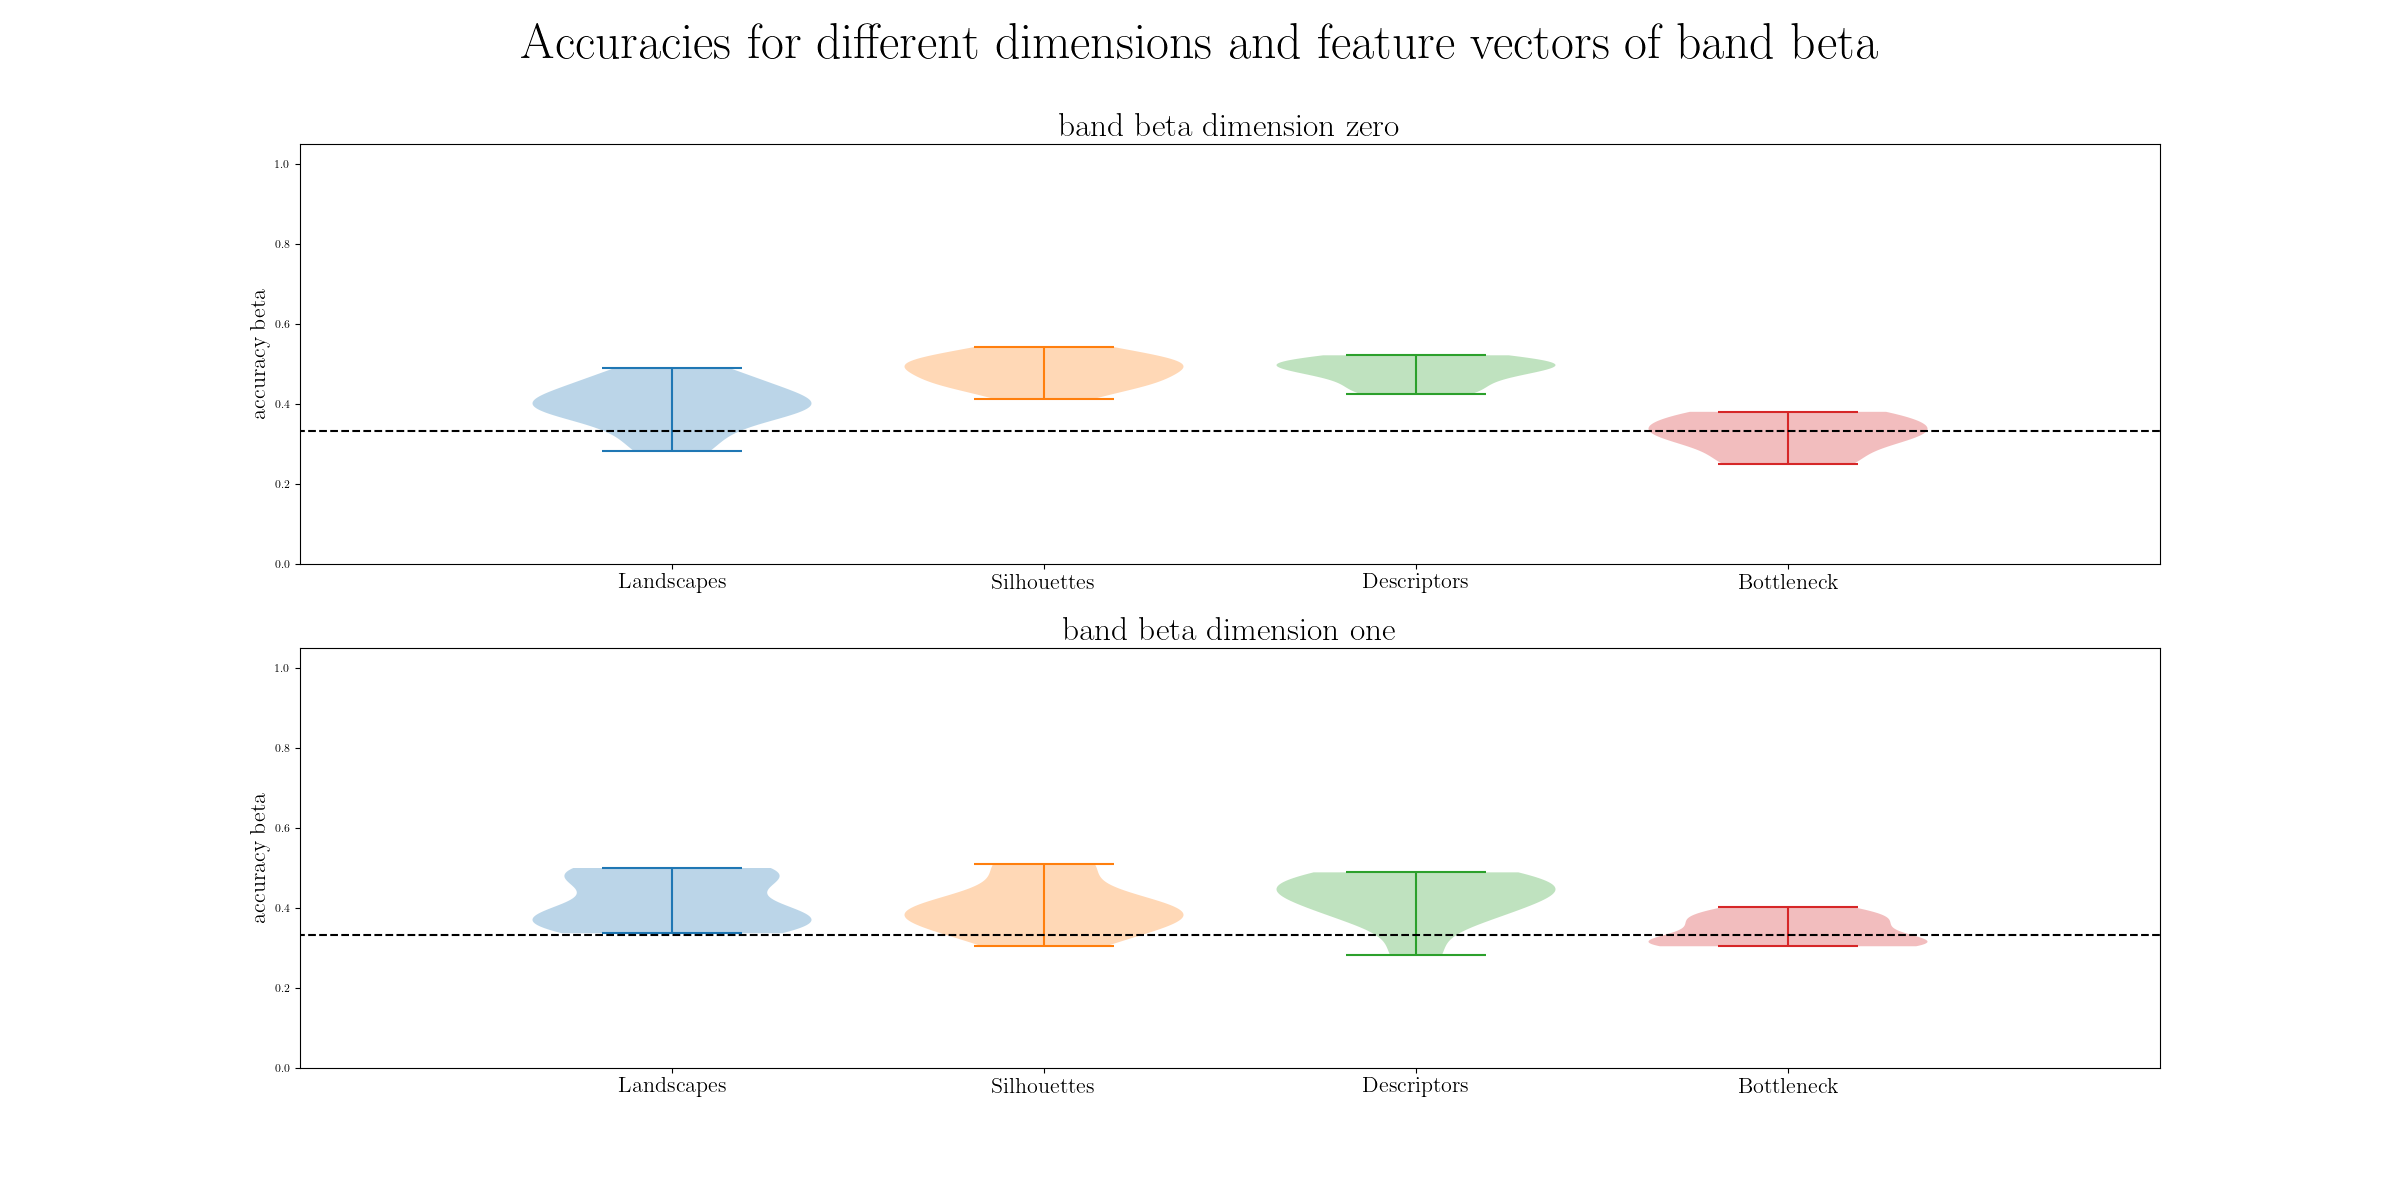 Accuracies for different dimensions and feature vectors of band beta
band beta dimension zero
1.0
0.8
0.6
0.4
0.2
0.0
accuracy beta
Landscapes Silhouettes Descriptors Bottleneck
band beta dimension one
1.0
0.8
0.6
0.4
0.2
0.0
accuracy beta
Landscapes Silhouettes Descriptors Bottleneck